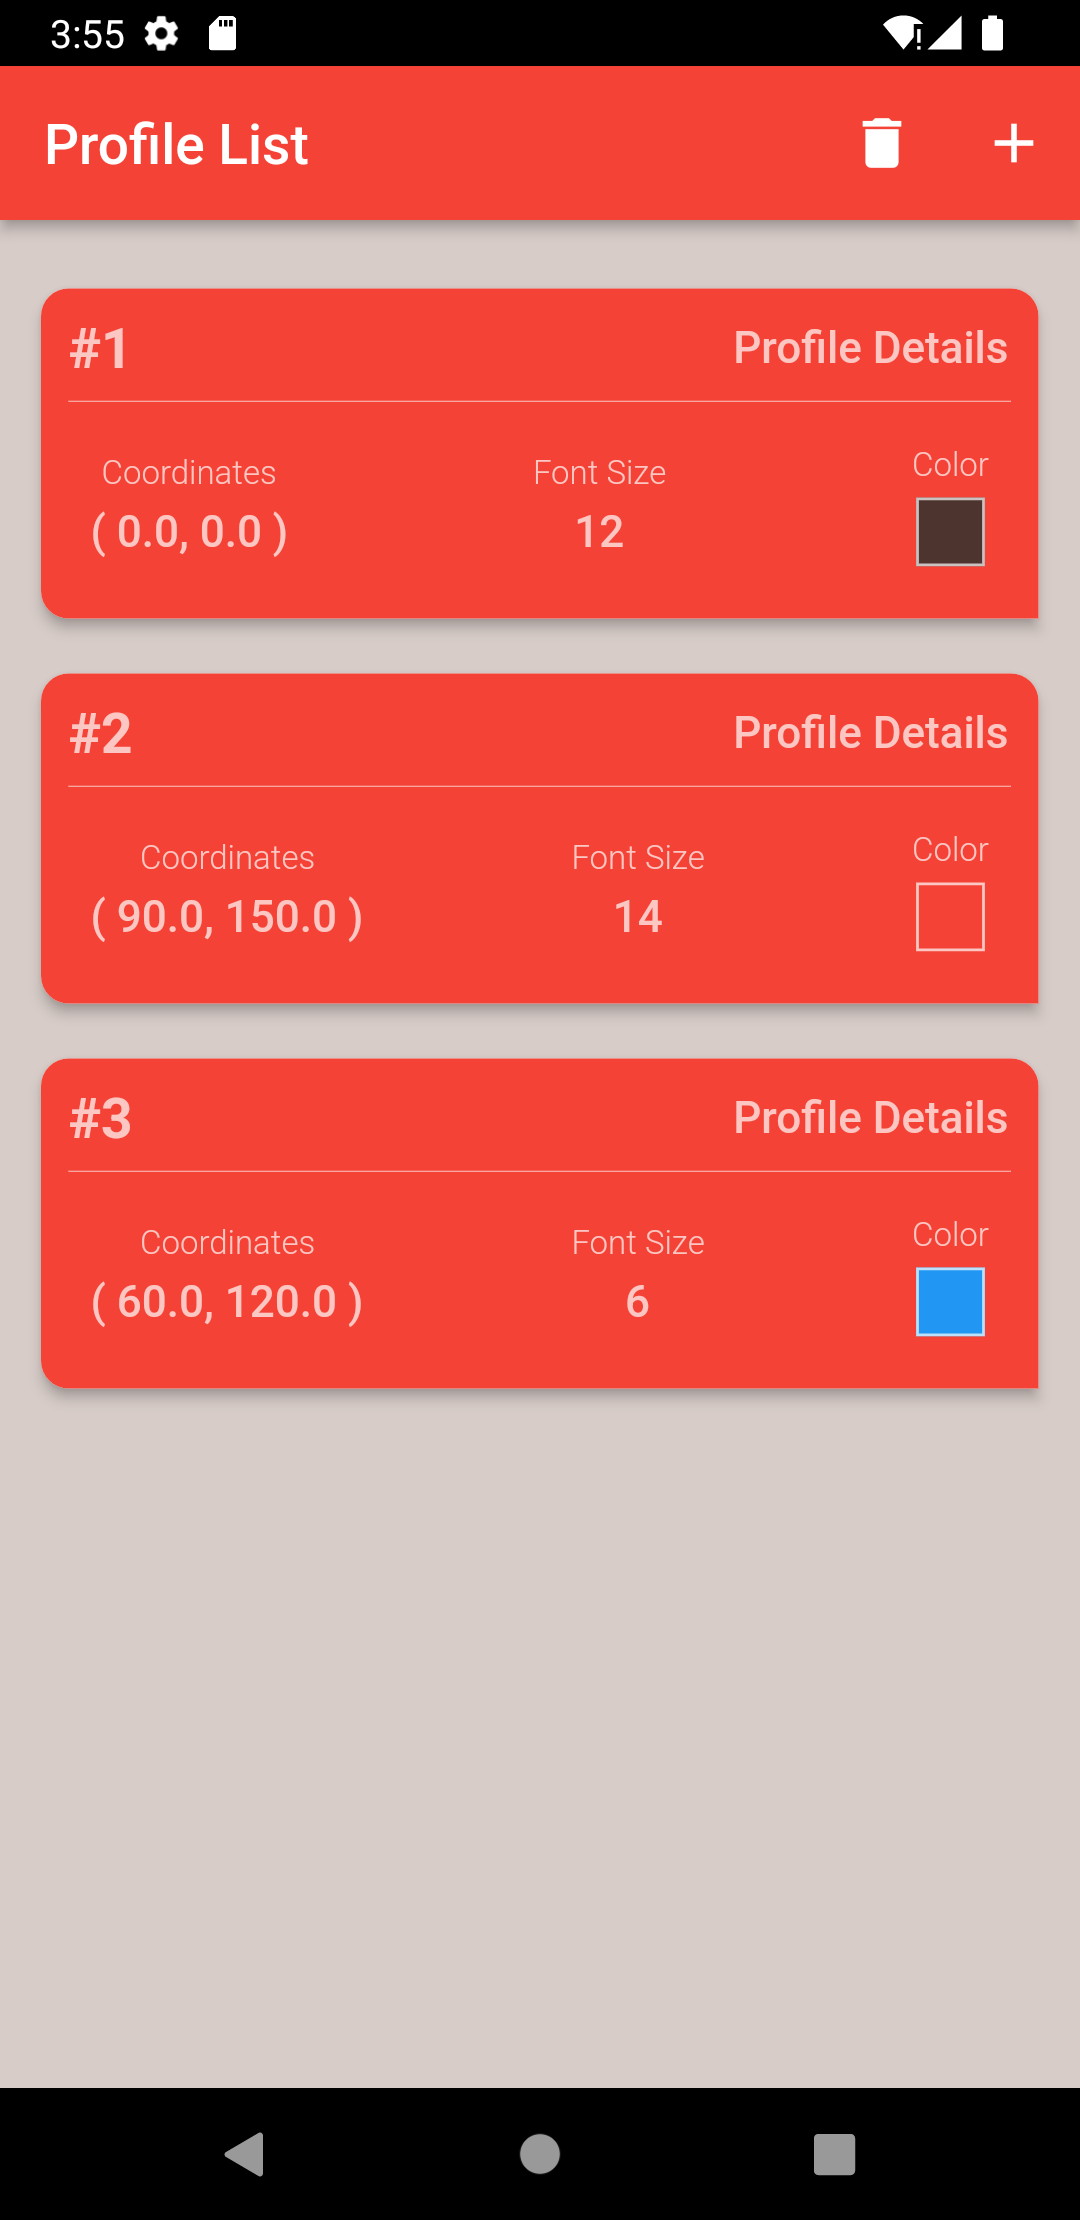 3:55
Profile List
#1 Profile Details
Coordinates Font Size Color
( 0.0, 0.0 ) 12
#2 Profile Details
Coordinates Font Size Color
( 90.0, 150.0 ) 14
#3 Profile Details
Coordinates Font Size Color
( 60.0, 120.0 ) 6